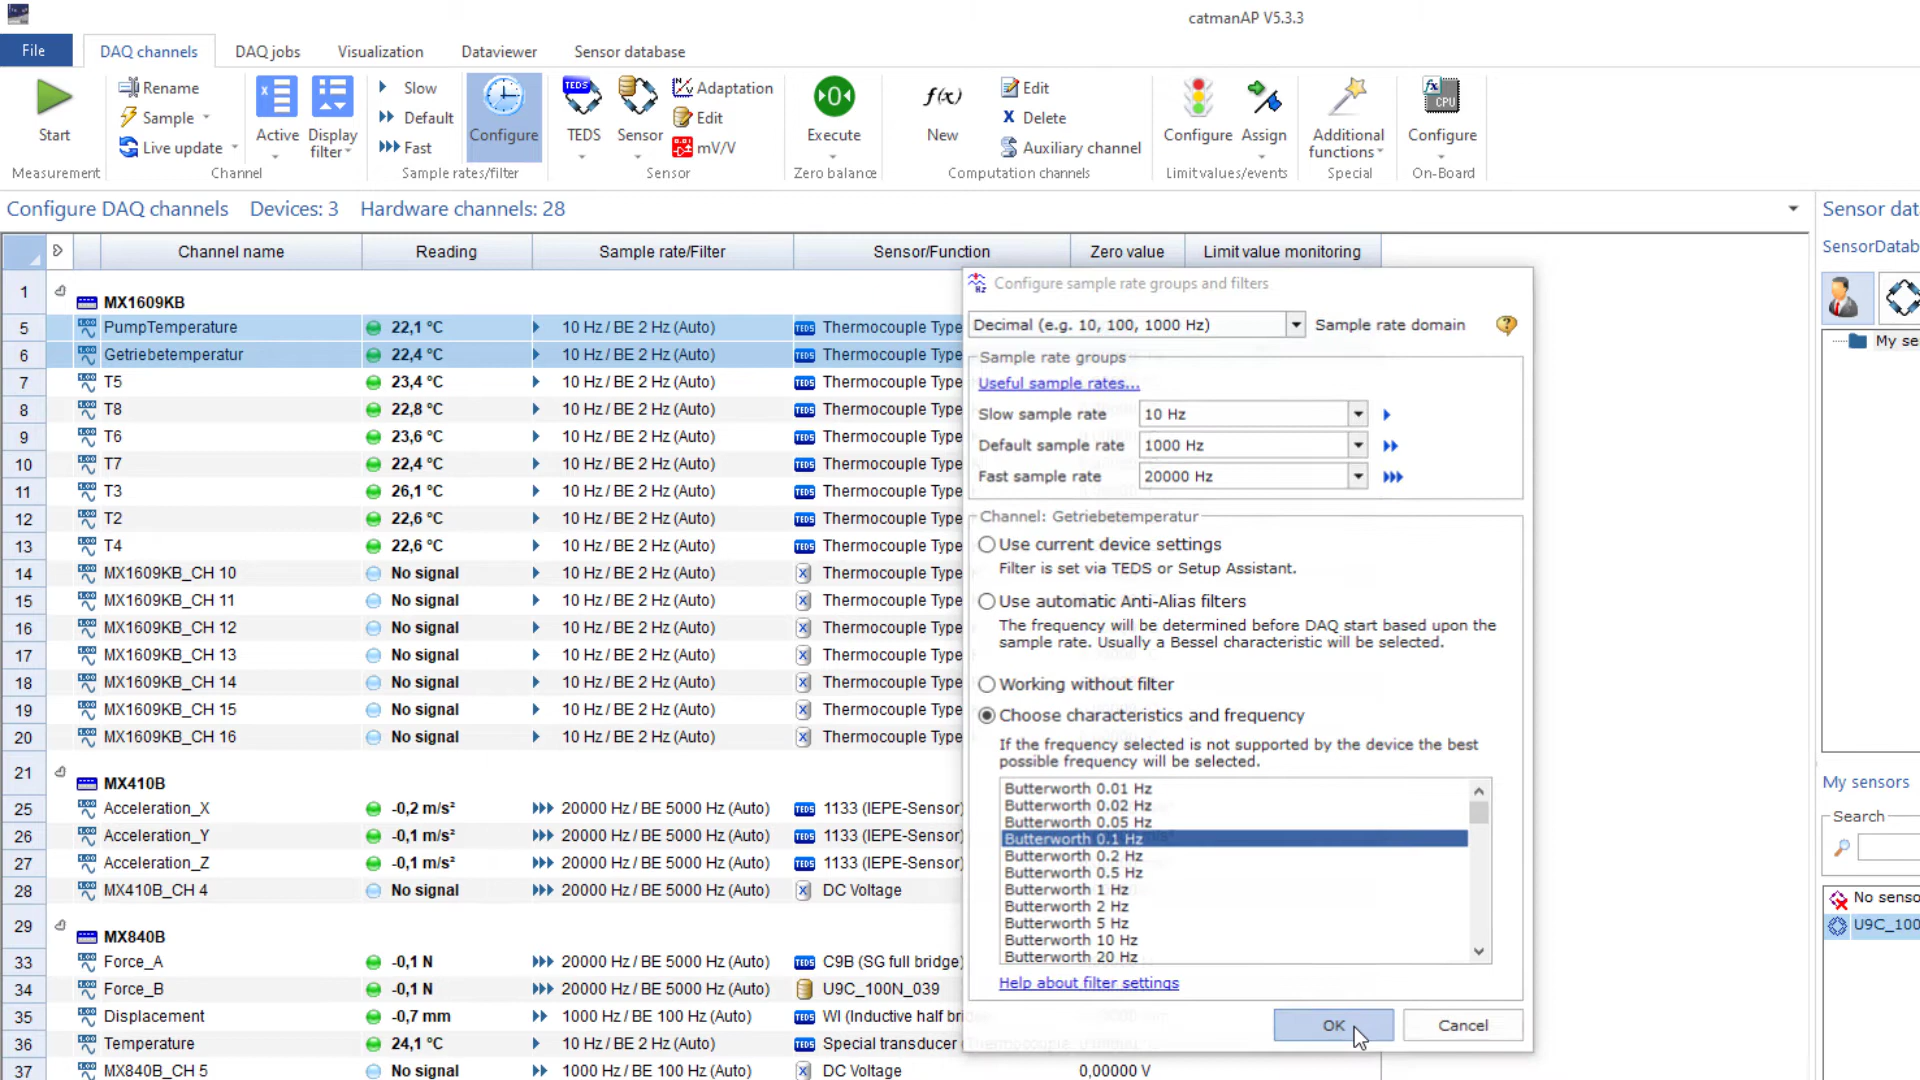 catmanAP V5.3.3
File DAQ channels DAQ jobs Visualization Dataviewer Sensor database
Start
Measurement
Rename
Sample
Live update
Active
Display filter
Channel
Slow
Default
Fast
Configure
Sample rates/filter
TEDS
TEDS
Sensor
Adaptation
Edit
mV/V
Sensor
>0<
Execute
Zero balance
f(x)
New
Edit
Delete
Auxiliary channel
Computation channels
Configure
Assign
Limit values/events
Additional functions
Special
fx
CPU
Configure
On-Board
Configure DAQ channels Devices: 3 Hardware channels: 28
Channel name Reading Sample rate/Filter Sensor/Function Zero value Limit value monitoring
1 MX1609KB
5 PumpTemperature 22,1 °C 10 Hz / BE 2 Hz (Auto) TEDS Thermocouple Type
6 Getriebetemperatur 22,4 °C 10 Hz / BE 2 Hz (Auto) TEDS Thermocouple Type
7 T5 23,4 °C 10 Hz / BE 2 Hz (Auto) TEDS Thermocouple Type
8 T8 22,8 °C 10 Hz / BE 2 Hz (Auto) TEDS Thermocouple Type
9 T6 23,6 °C 10 Hz / BE 2 Hz (Auto) TEDS Thermocouple Type
10 T7 22,4 °C 10 Hz / BE 2 Hz (Auto) TEDS Thermocouple Type
11 T3 26,1 °C 10 Hz / BE 2 Hz (Auto) TEDS Thermocouple Type
12 T2 22,6 °C 10 Hz / BE 2 Hz (Auto) TEDS Thermocouple Type
13 T4 22,6 °C 10 Hz / BE 2 Hz (Auto) TEDS Thermocouple Type
14 MX1609KB_CH 10 No signal 10 Hz / BE 2 Hz (Auto) Thermocouple Type
15 MX1609KB_CH 11 No signal 10 Hz / BE 2 Hz (Auto) Thermocouple Type
16 MX1609KB_CH 12 No signal 10 Hz / BE 2 Hz (Auto) Thermocouple Type
17 MX1609KB_CH 13 No signal 10 Hz / BE 2 Hz (Auto) Thermocouple Type
18 MX1609KB_CH 14 No signal 10 Hz / BE 2 Hz (Auto) Thermocouple Type
19 MX1609KB_CH 15 No signal 10 Hz / BE 2 Hz (Auto) Thermocouple Type
20 MX1609KB_CH 16 No signal 10 Hz / BE 2 Hz (Auto) Thermocouple Type
21 MX410B
25 Acceleration_X -0,2 m/s² 20000 Hz / BE 5000 Hz (Auto) TEDS 1133 (IEPE-Sensor)
26 Acceleration_Y -0,1 m/s² 20000 Hz / BE 5000 Hz (Auto) TEDS 1133 (IEPE-Sensor)
27 Acceleration_Z -0,1 m/s² 20000 Hz / BE 5000 Hz (Auto) TEDS 1133 (IEPE-Sensor)
28 MX410B_CH 4 No signal 20000 Hz / BE 5000 Hz (Auto) DC Voltage
29 MX840B
33 Force_A -0,1 N 20000 Hz / BE 5000 Hz (Auto) TEDS C9B (SG full bridge)
34 Force_B -0,1 N 20000 Hz / BE 5000 Hz (Auto) U9C_100N_039
35 Displacement -0,7 mm 1000 Hz / BE 100 Hz (Auto) TEDS WI (Inductive half bri
36 Temperature 24,1 °C 10 Hz / BE 2 Hz (Auto) TEDS Special transducer
37 MX840B_CH 5 No signal 1000 Hz / BE 100 Hz (Auto) DC Voltage 0,00000 V
Configure sample rate groups and filters
Decimal (e.g. 10, 100, 1000 Hz) Sample rate domain
Sample rate groups
Useful sample rates...
Slow sample rate 10 Hz
Default sample rate 1000 Hz
Fast sample rate 20000 Hz
Channel: Getriebetemperatur
Use current device settings
Filter is set via TEDS or Setup Assistant.
Use automatic Anti-Alias filters
The frequency will be determined before DAQ start based upon the
sample rate. Usually a Bessel characteristic will be selected.
Working without filter
Choose characteristics and frequency
If the frequency selected is not supported by the device the best
possible frequency will be selected.
Butterworth 0.01 Hz
Butterworth 0.02 Hz
Butterworth 0.05 Hz
Butterworth 0.1 Hz
Butterworth 0.2 Hz
Butterworth 0.5 Hz
Butterworth 1 Hz
Butterworth 2 Hz
Butterworth 5 Hz
Butterworth 10 Hz
Butterworth 20 Hz
Help about filter settings
OK Cancel
Sensor dat
SensorDatab
My se
My sensors
Search
No senso
U9C_100